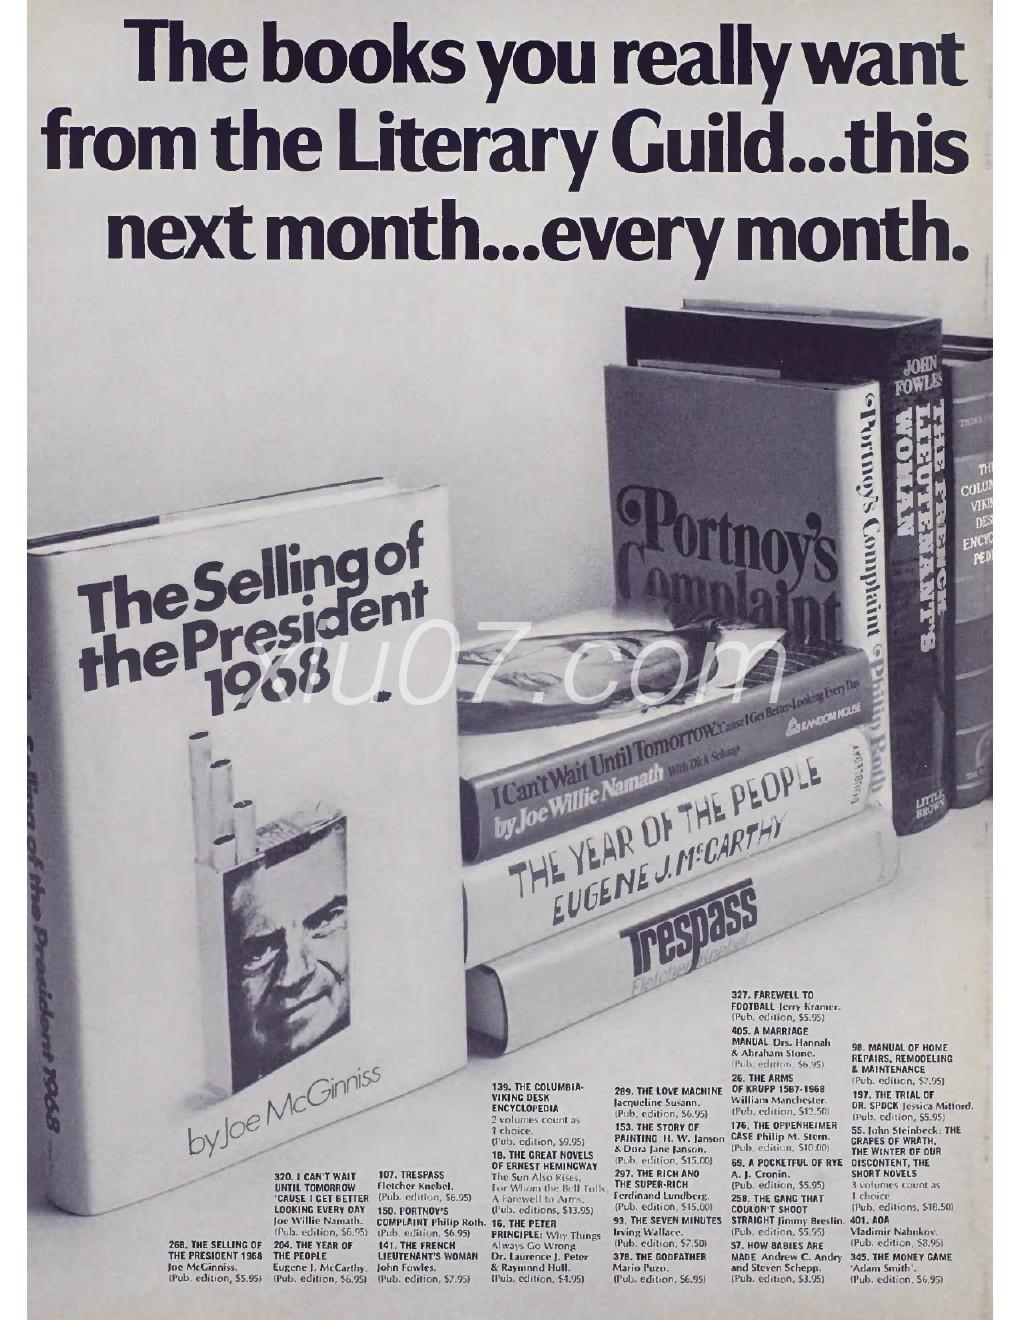 The books you really want
from the Literary Guild...this
next month...every month.
The Selling of
the President
1968
by Joe McGinniss
Selling of the President 1968
Portnoy's
Complaint
Portnoy's Complaint Philip Roth
JOHN
FOWLES
THE FRENCH
LIEUTENANT'S
WOMAN
LITTLE
BROWN
I Can't Wait Until Tomorrow...'Cause I Get Better-Looking Every Day
by Joe Willie Namath With Dick Schaap
RANDOM HOUSE
THE YEAR OF THE PEOPLE
EUGENE J. McCARTHY
DOUBLEDAY
Trespass
Fletcher Knebel
xiu07.com
268. THE SELLING OF
THE PRESIDENT 1968
Joe McGinniss.
(Pub. edition, $5.95)
320. I CAN'T WAIT
UNTIL TOMORROW
'CAUSE I GET BETTER
LOOKING EVERY DAY
Joe Willie Namath.
(Pub. edition, $6.95)
204. THE YEAR OF
THE PEOPLE
Eugene J. McCarthy.
(Pub. edition, $6.95)
107. TRESPASS
Fletcher Knebel.
(Pub. edition, $6.95)
150. PORTNOY'S
COMPLAINT Philip Roth.
(Pub. edition, $6.95)
141. THE FRENCH
LIEUTENANT'S WOMAN
John Fowles.
(Pub. edition, $7.95)
139. THE COLUMBIA-
VIKING DESK
ENCYCLOPEDIA
2 volumes count as
1 choice.
(Pub. edition, $9.95)
18. THE GREAT NOVELS
OF ERNEST HEMINGWAY
The Sun Also Rises,
For Whom the Bell Tolls,
A Farewell to Arms.
(Pub. editions, $13.95)
16. THE PETER
PRINCIPLE: Why Things
Always Go Wrong
Dr. Laurence J. Peter
& Raymond Hull.
(Pub. edition, $4.95)
289. THE LOVE MACHINE
Jacqueline Susann.
(Pub. edition, $6.95)
153. THE STORY OF
PAINTING H. W. Janson
& Dora Jane Janson.
(Pub. edition, $15.00)
297. THE RICH AND
THE SUPER-RICH
Ferdinand Lundberg.
(Pub. edition, $15.00)
93. THE SEVEN MINUTES
Irving Wallace.
(Pub. edition, $7.50)
378. THE GODFATHER
Mario Puzo.
(Pub. edition, $6.95)
327. FAREWELL TO
FOOTBALL Jerry Kramer.
(Pub. edition, $5.95)
405. A MARRIAGE
MANUAL Drs. Hannah
& Abraham Stone.
(Pub. edition, $6.95)
26. THE ARMS
OF KRUPP 1587-1968
William Manchester.
(Pub. edition, $12.50)
176. THE OPPENHEIMER
CASE Philip M. Stern.
(Pub. edition, $10.00)
69. A POCKETFUL OF RYE
A. J. Cronin.
(Pub. edition, $5.95)
258. THE GANG THAT
COULDN'T SHOOT
STRAIGHT Jimmy Breslin.
(Pub. edition, $5.95)
57. HOW BABIES ARE
MADE Andrew C. Andry
and Steven Schepp.
(Pub. edition, $3.95)
98. MANUAL OF HOME
REPAIRS, REMODELING
& MAINTENANCE
(Pub. edition, $7.95)
197. THE TRIAL OF
DR. SPOCK Jessica Mitford.
(Pub. edition, $5.95)
55. John Steinbeck: THE
GRAPES OF WRATH,
THE WINTER OF OUR
DISCONTENT, THE
SHORT NOVELS
3 volumes count as
1 choice
(Pub. editions, $18.50)
401. ADA
Vladimir Nabokov.
(Pub. edition, $8.95)
345. THE MONEY GAME
'Adam Smith'.
(Pub. edition, $6.95)